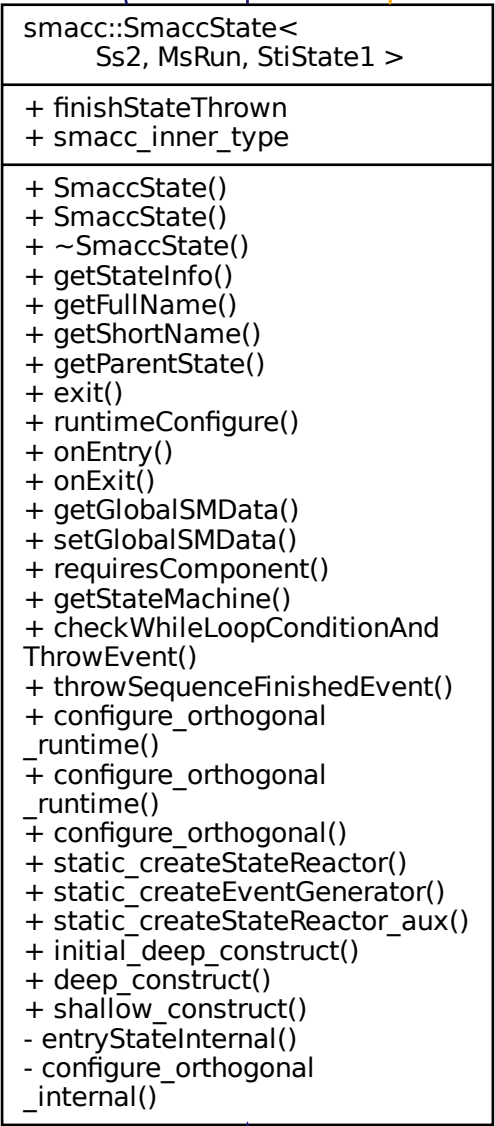 smacc::SmaccState<
Ss2, MsRun, StiState1 >
+ finishStateThrown
+ smacc_inner_type
+ SmaccState()
+ SmaccState()
+ ~SmaccState()
+ getStateInfo()
+ getFullName()
+ getShortName()
+ getParentState()
+ exit()
+ runtimeConfigure()
+ onEntry()
+ onExit()
+ getGlobalSMData()
+ setGlobalSMData()
+ requiresComponent()
+ getStateMachine()
+ checkWhileLoopConditionAnd
ThrowEvent()
+ throwSequenceFinishedEvent()
+ configure_orthogonal
_runtime()
+ configure_orthogonal
_runtime()
+ configure_orthogonal()
+ static_createStateReactor()
+ static_createEventGenerator()
+ static_createStateReactor_aux()
+ initial_deep_construct()
+ deep_construct()
+ shallow_construct()
- entryStateInternal()
- configure_orthogonal
_internal()